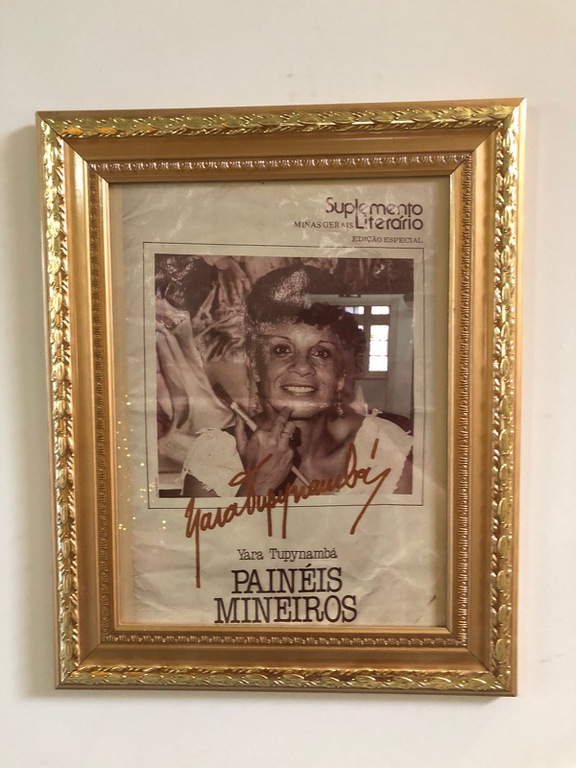 Suplemento
MINAS GERAIS Literário
EDIÇÃO ESPECIAL
Yara Tupynambá
Yara Tupynambá
PAINÉIS
MINEIROS